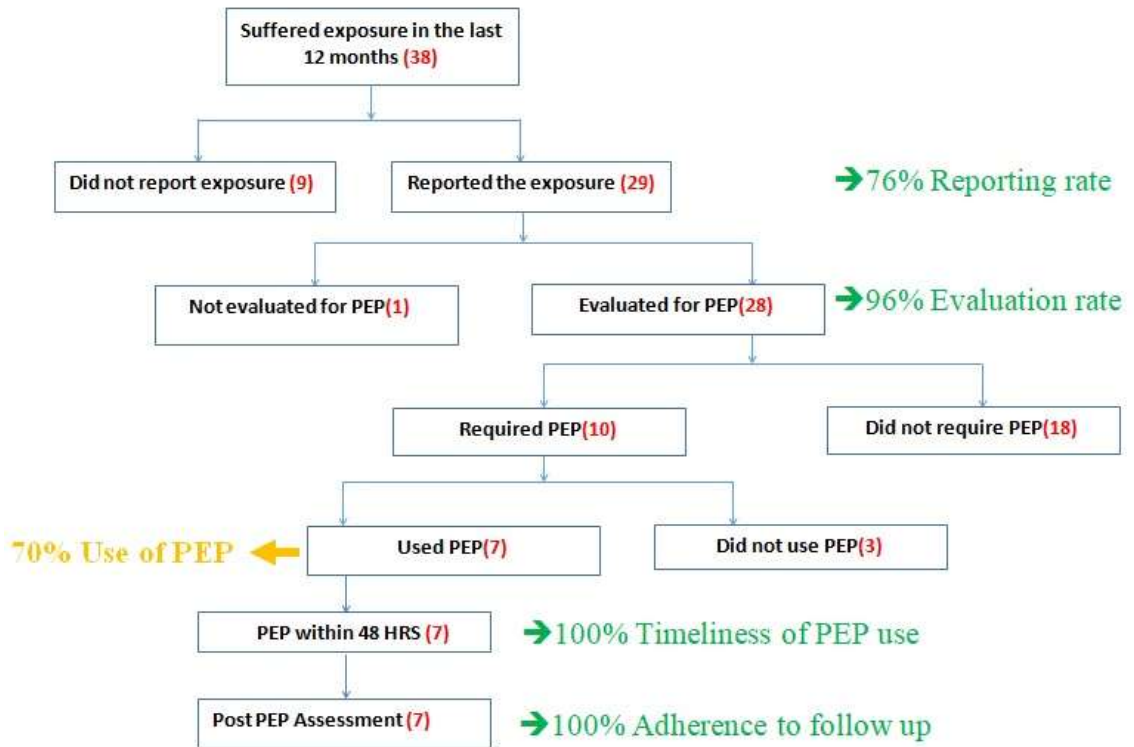 Suffered exposure in the last
12 months (38)
Did not report exposure (9)
Reported the exposure (29)
➔76% Reporting rate
Not evaluated for PEP(1)
Evaluated for PEP(28)
➔96% Evaluation rate
Required PEP(10)
Did not require PEP(18)
70% Use of PEP
Used PEP(7)
Did not use PEP(3)
PEP within 48 HRS (7)
➔100% Timeliness of PEP use
Post PEP Assessment (7)
➔100% Adherence to follow up